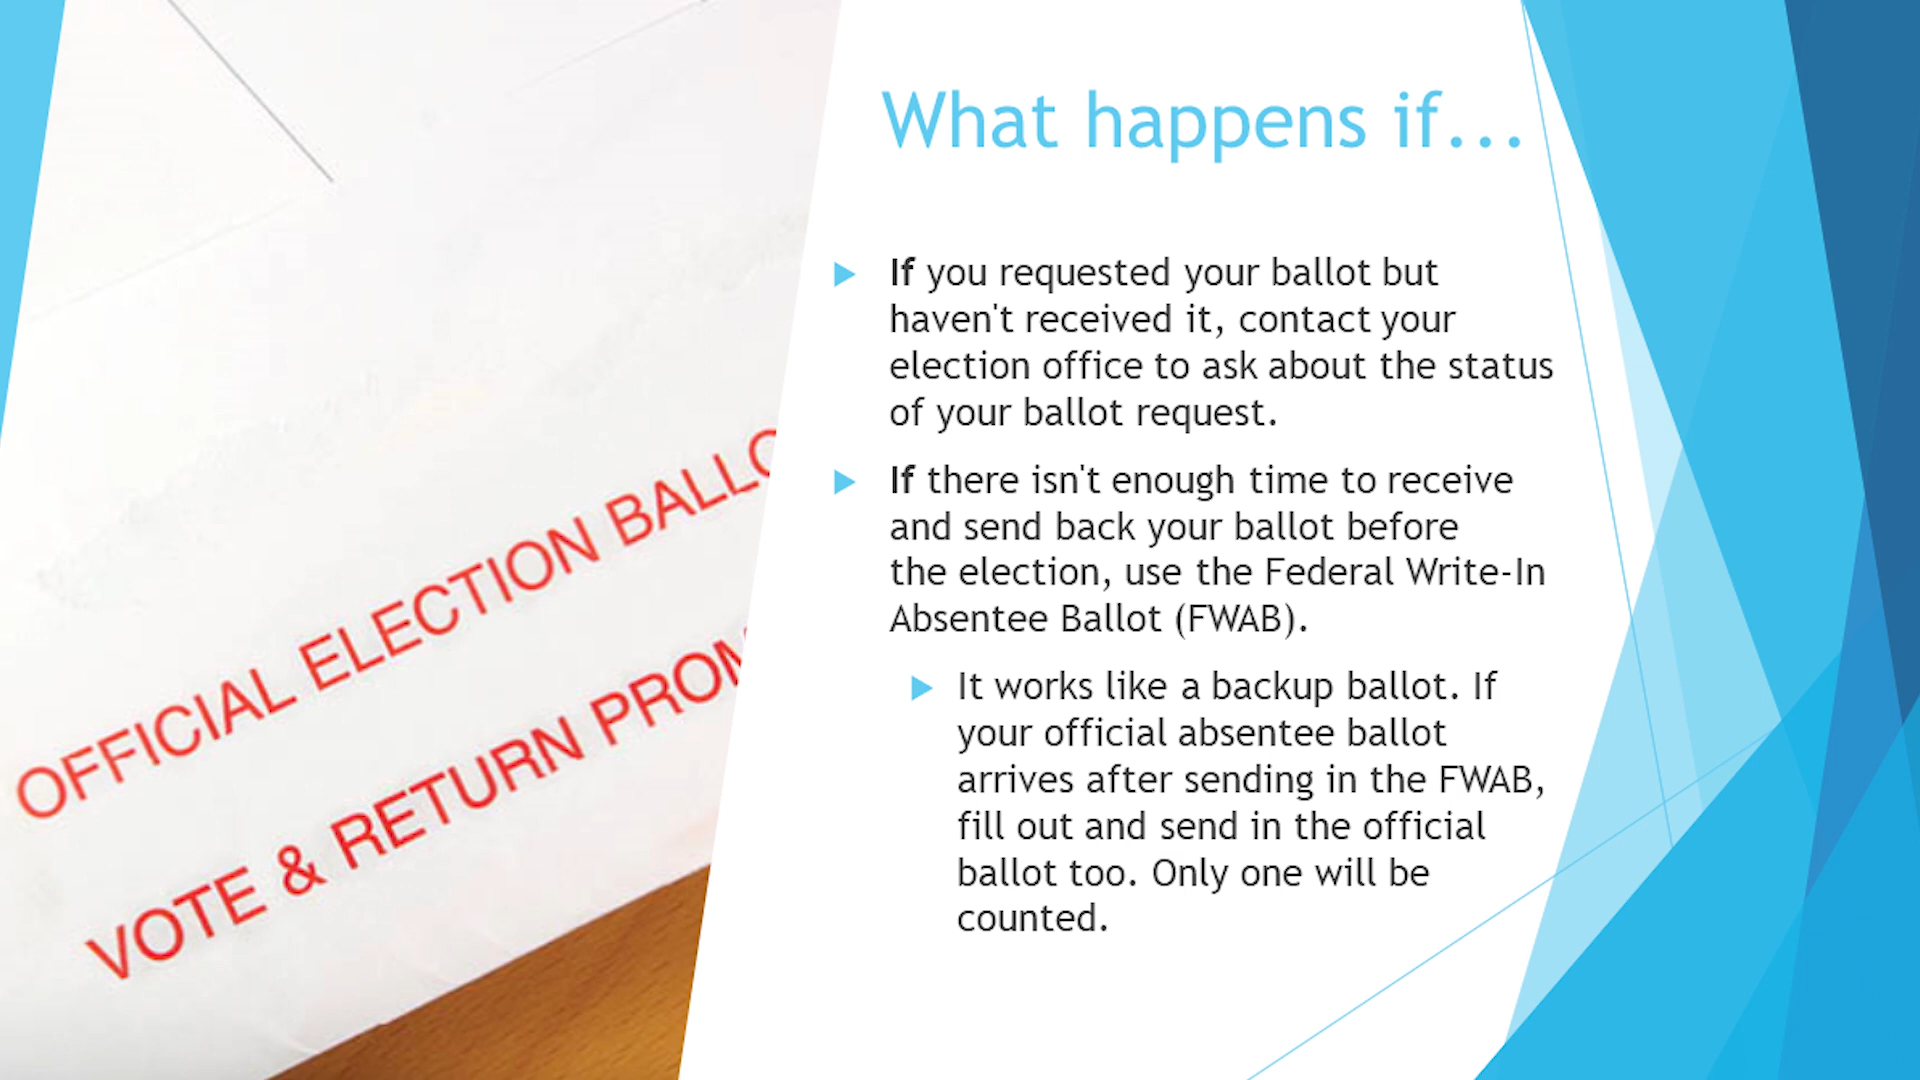 What happens if...
If you requested your ballot but
haven't received it, contact your
election office to ask about the status
of your ballot request.
If there isn't enough time to receive
and send back your ballot before
the election, use the Federal Write-In
Absentee Ballot (FWAB).
It works like a backup ballot. If
your official absentee ballot
arrives after sending in the FWAB,
fill out and send in the official
ballot too. Only one will be
counted.
OFFICIAL ELECTION BALLO
VOTE & RETURN PROM